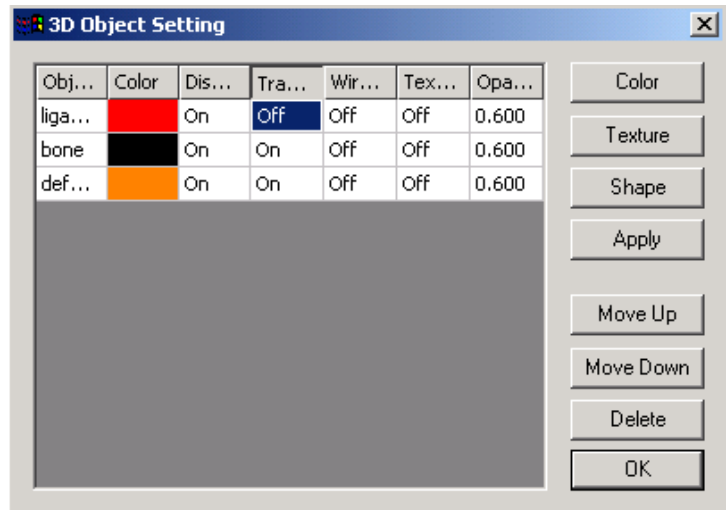 3D Object Setting
Obj... Color Dis... Tra... Wir... Tex... Opa...
liga... On Off Off Off 0.600
bone On On Off Off 0.600
def... On On Off Off 0.600
Color
Texture
Shape
Apply
Move Up
Move Down
Delete
OK